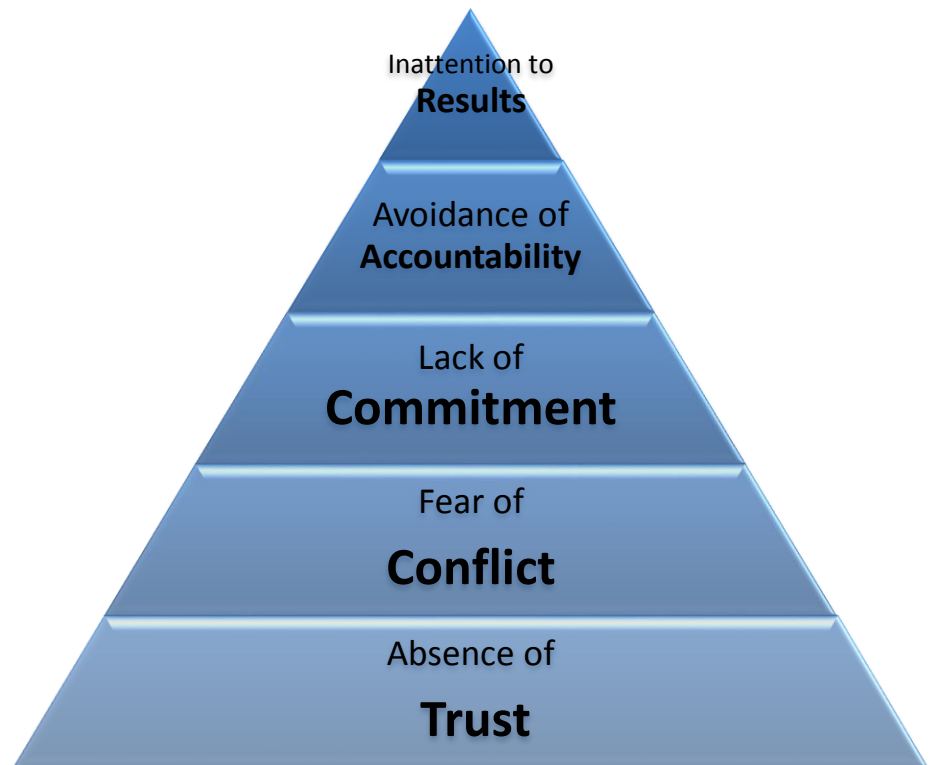 Inattention to
Results
Avoidance of
Accountability
Lack of
Commitment
Fear of
Conflict
Absence of
Trust